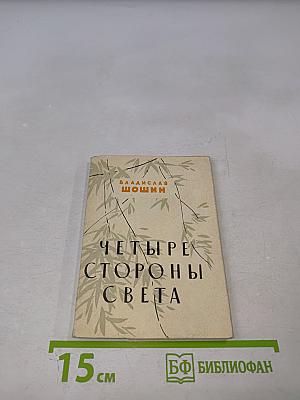 ВЛАДИСЛАВ
ШОШИН
ЧЕТЫРЕ
СТОРОНЫ
СВЕТА
15 см
БФ БИБЛИОФАН